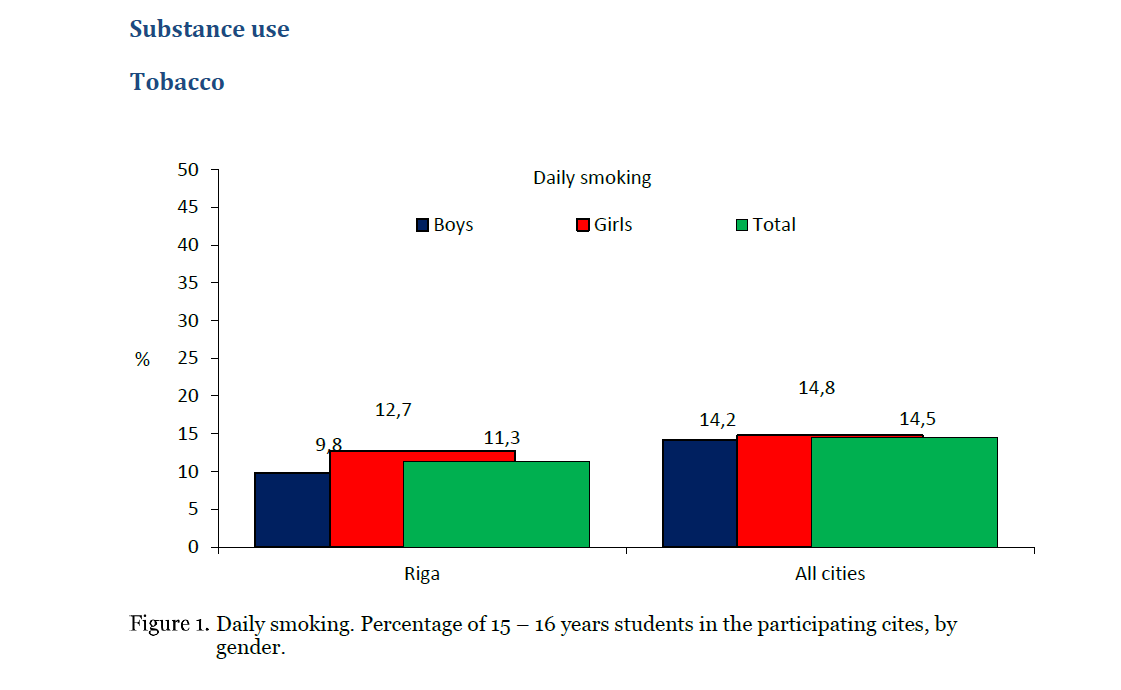 Substance use
Tobacco
Daily smoking
Boys Girls Total
50
45
40
35
30
% 25
20
15
10
5
0
9,8 12,7 11,3
14,2 14,8 14,5
Riga All cities
Figure 1. Daily smoking. Percentage of 15 – 16 years students in the participating cites, by
gender.